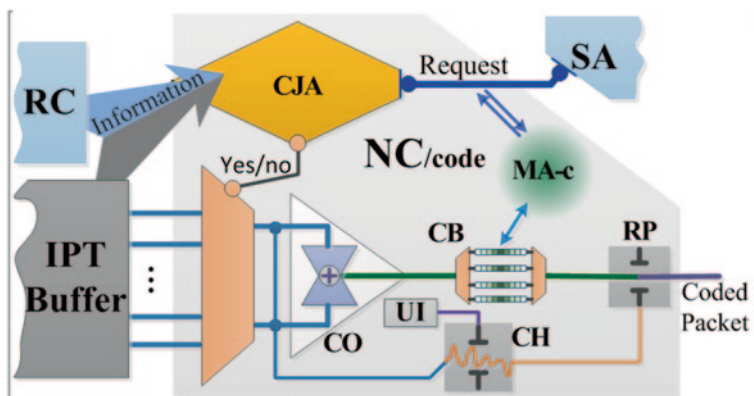 RC
Information
CJA
Request
SA
Yes/no
NC/code
MA-c
IPT
Buffer
...
CB
RP
UI
CO
CH
Coded
Packet